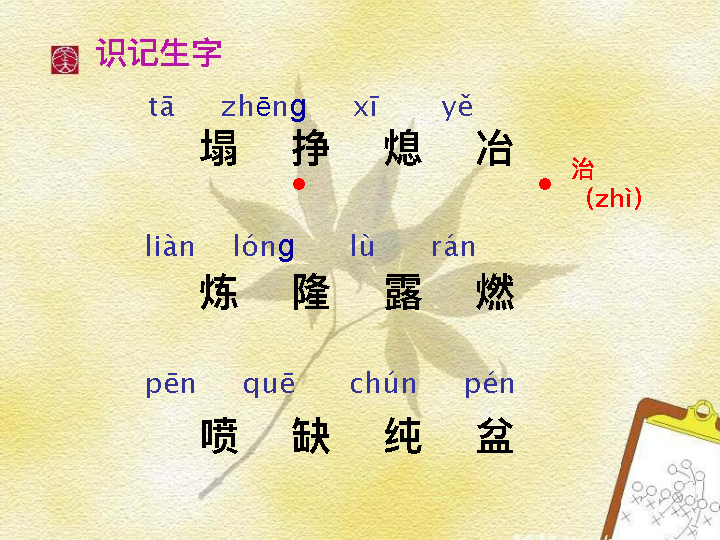 识记生字
tā zhēng xī yě
塌 挣 熄 冶
治
(zhì)
liàn lóng lù rán
炼 隆 露 燃
pēn quē chún pén
喷 缺 纯 盆